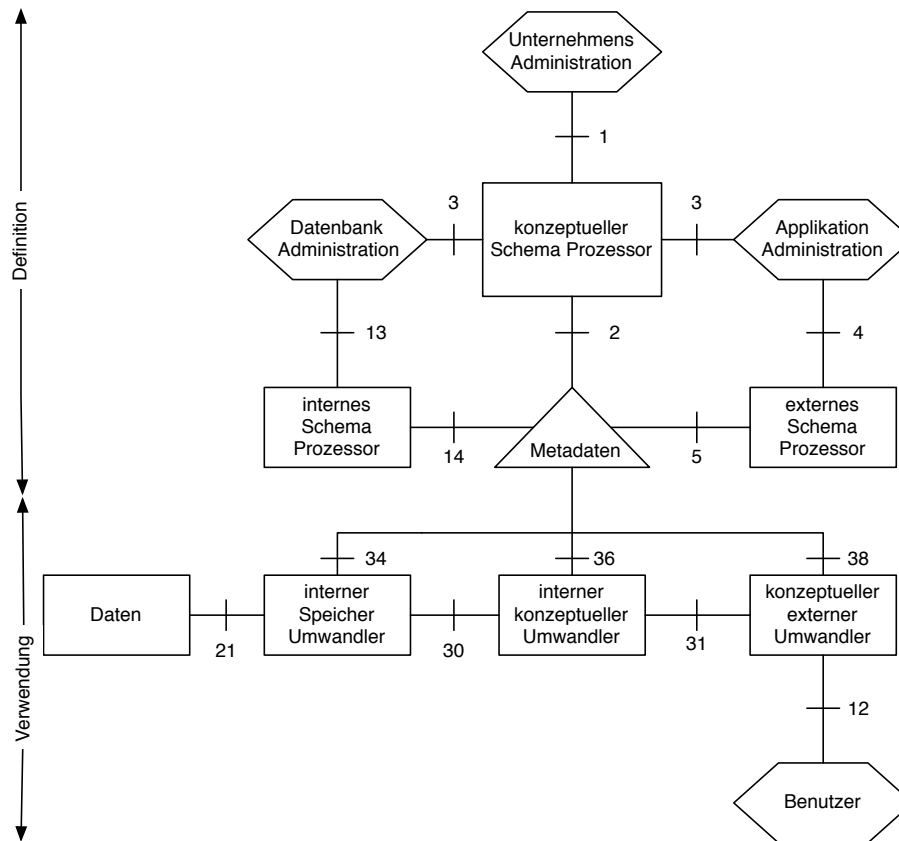 Unternehmens
Administration
1
3
3
Datenbank
Administration
konzeptueller
Schema Prozessor
Applikation
Administration
Definition
13
2
4
internes
Schema
Prozessor
externes
Schema
Prozessor
14
Metadaten
5
34
36
38
Daten
interner
Speicher
Umwandler
interner
konzeptueller
Umwandler
konzeptueller
externer
Umwandler
21
30
31
Verwendung
12
Benutzer